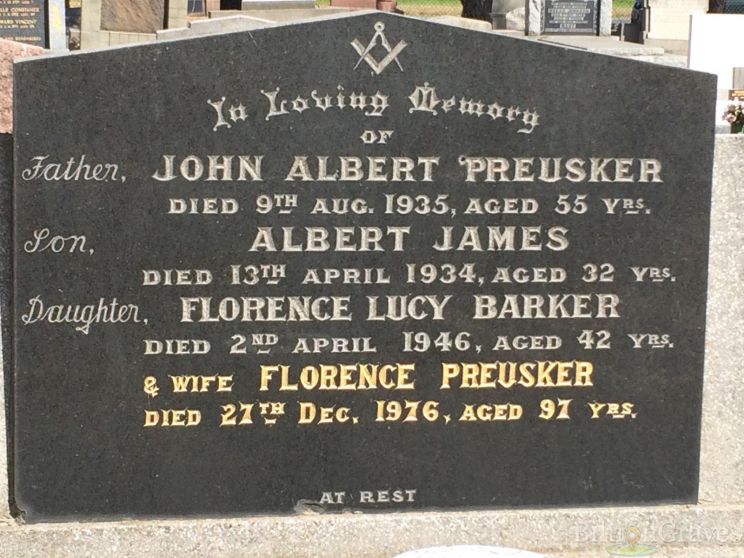 In Loving Memory
OF
Father, JOHN ALBERT PREUSKER
DIED 9TH AUG. 1935, AGED 55 YRS.
Son, ALBERT JAMES
DIED 13TH APRIL 1934, AGED 32 YRS.
Daughter, FLORENCE LUCY BARKER
DIED 2ND APRIL 1946, AGED 42 YRS.
& WIFE FLORENCE PREUSKER
DIED 27TH DEC. 1976, AGED 97 YRS.
AT REST
BillionGraves